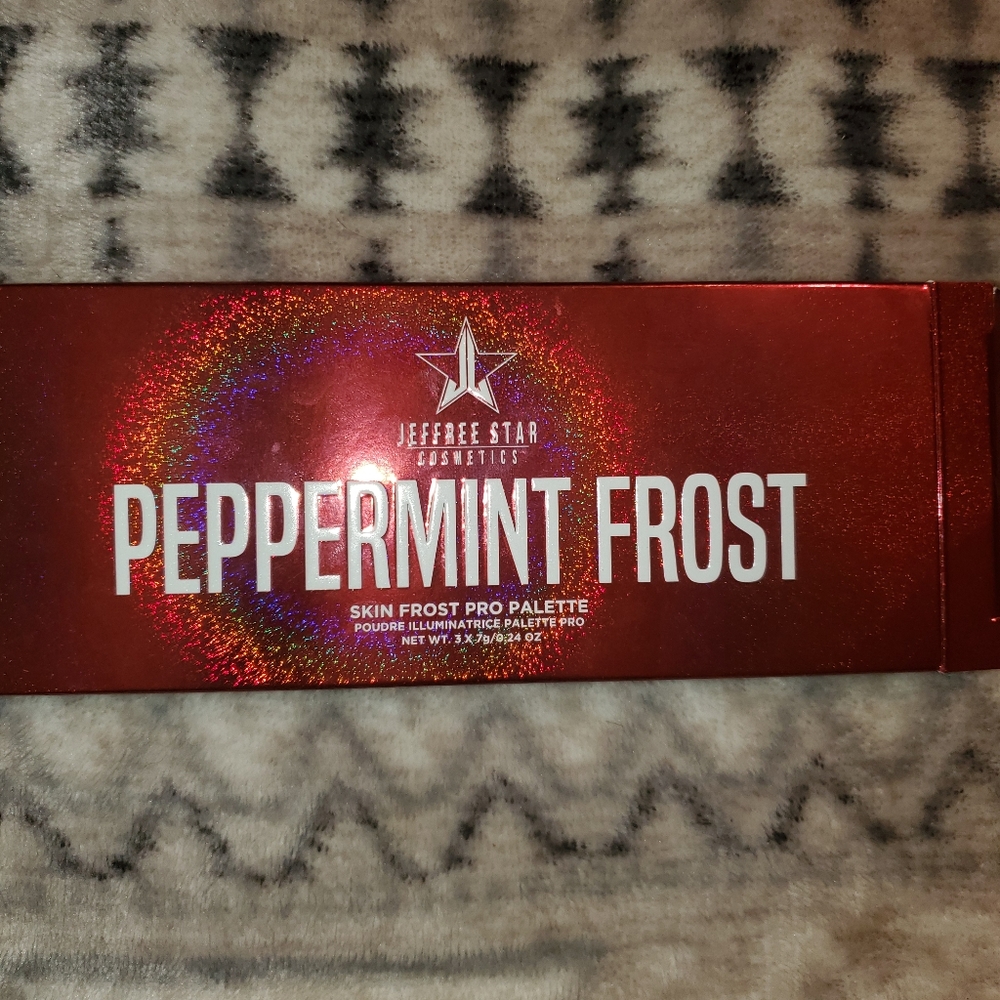 JEFFREE STAR
COSMETICS
PEPPERMINT FROST
SKIN FROST PRO PALETTE
POUDRE ILLUMINATRICE PALETTE PRO
NET WT. 3 X 7g/0.24 OZ